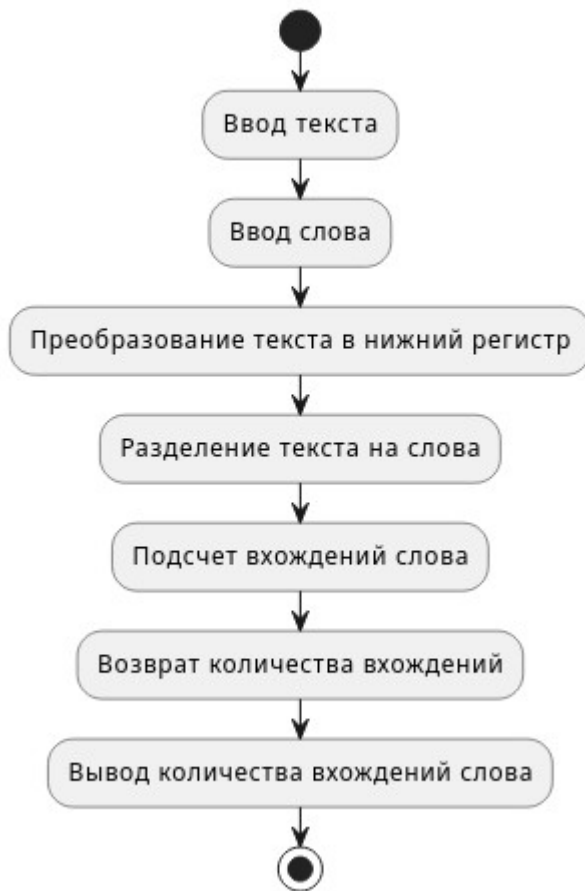 Ввод текста
Ввод слова
Преобразование текста в нижний регистр
Разделение текста на слова
Подсчет вхождений слова
Возврат количества вхождений
Вывод количества вхождений слова